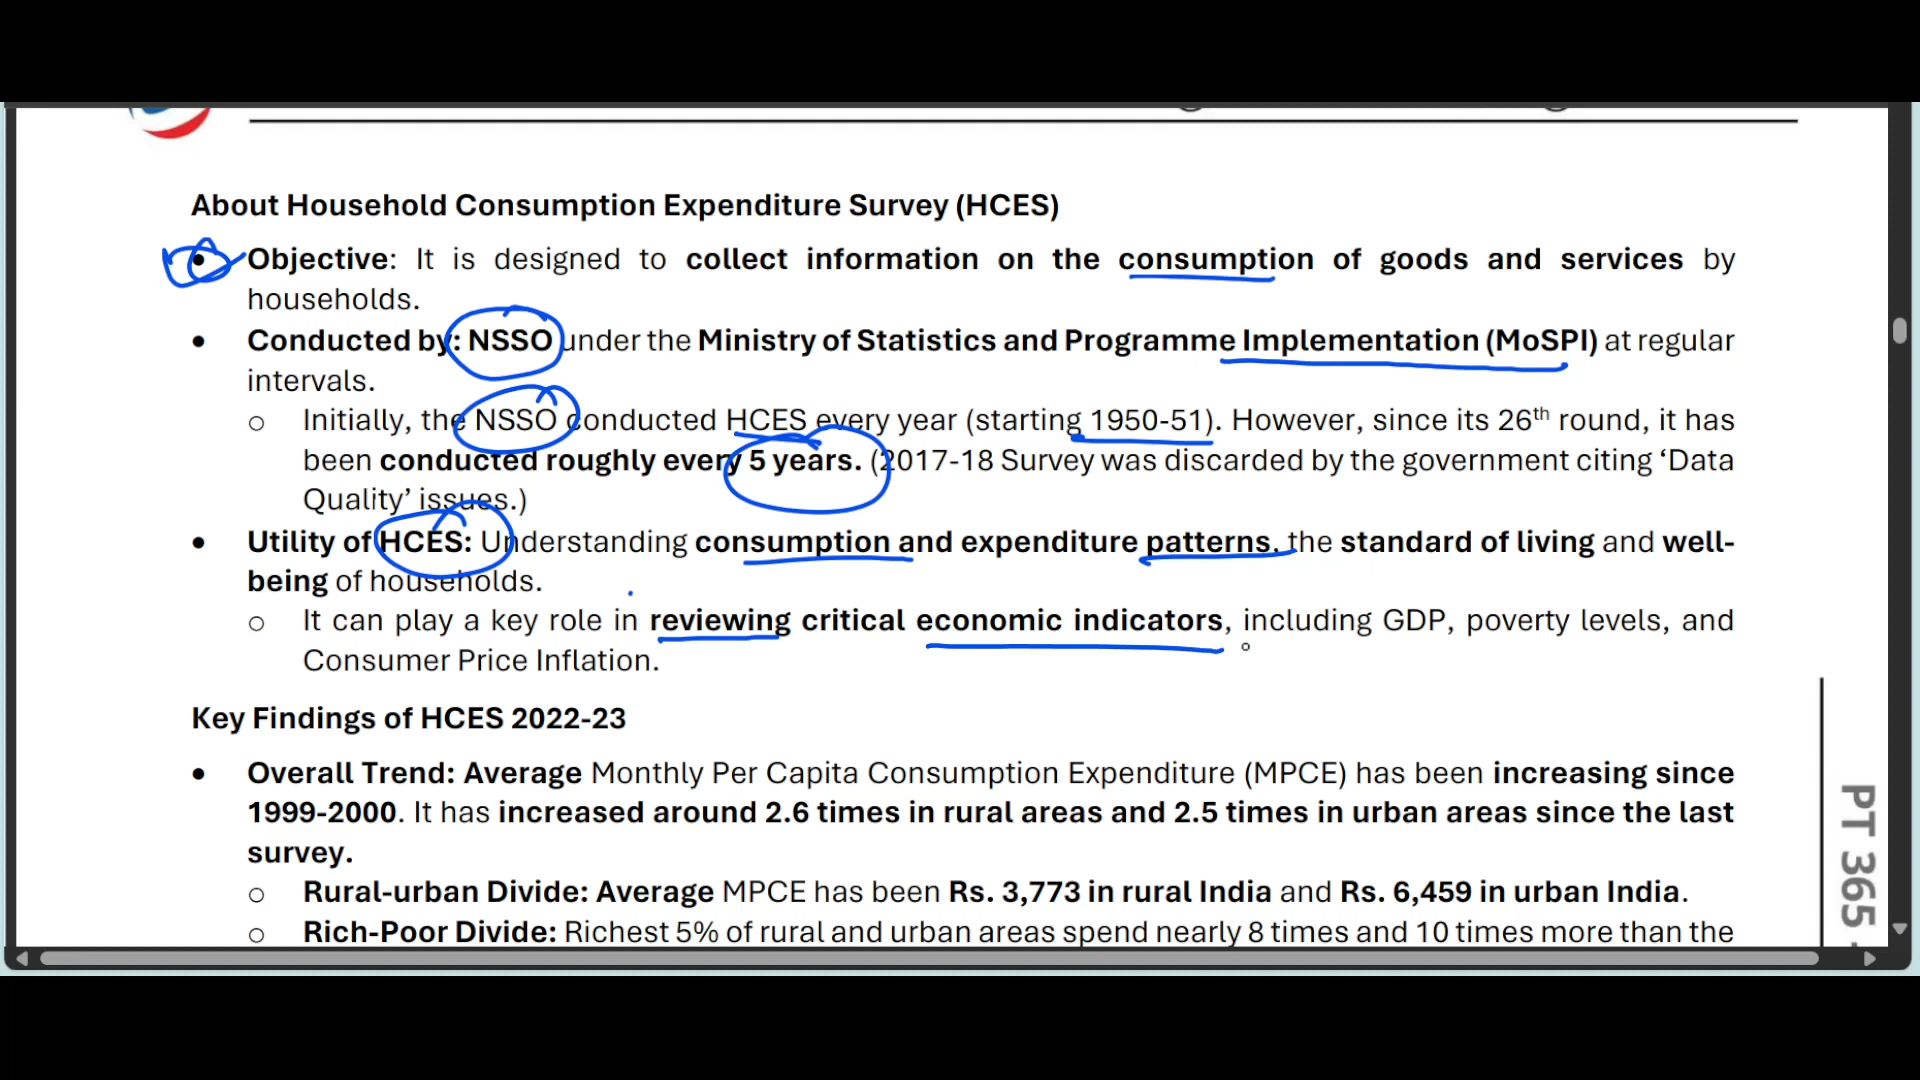 About Household Consumption Expenditure Survey (HCES)
• Objective: It is designed to collect information on the consumption of goods and services by
households.
• Conducted by: NSSO under the Ministry of Statistics and Programme Implementation (MoSPI) at regular
intervals.
o Initially, the NSSO conducted HCES every year (starting 1950-51). However, since its 26th round, it has
been conducted roughly every 5 years. (2017-18 Survey was discarded by the government citing ‘Data
Quality’ issues.)
• Utility of HCES: Understanding consumption and expenditure patterns, the standard of living and well-
being of households.
o It can play a key role in reviewing critical economic indicators, including GDP, poverty levels, and
Consumer Price Inflation.
Key Findings of HCES 2022-23
• Overall Trend: Average Monthly Per Capita Consumption Expenditure (MPCE) has been increasing since
1999-2000. It has increased around 2.6 times in rural areas and 2.5 times in urban areas since the last
survey.
o Rural-urban Divide: Average MPCE has been Rs. 3,773 in rural India and Rs. 6,459 in urban India.
o Rich-Poor Divide: Richest 5% of rural and urban areas spend nearly 8 times and 10 times more than the
PT 365